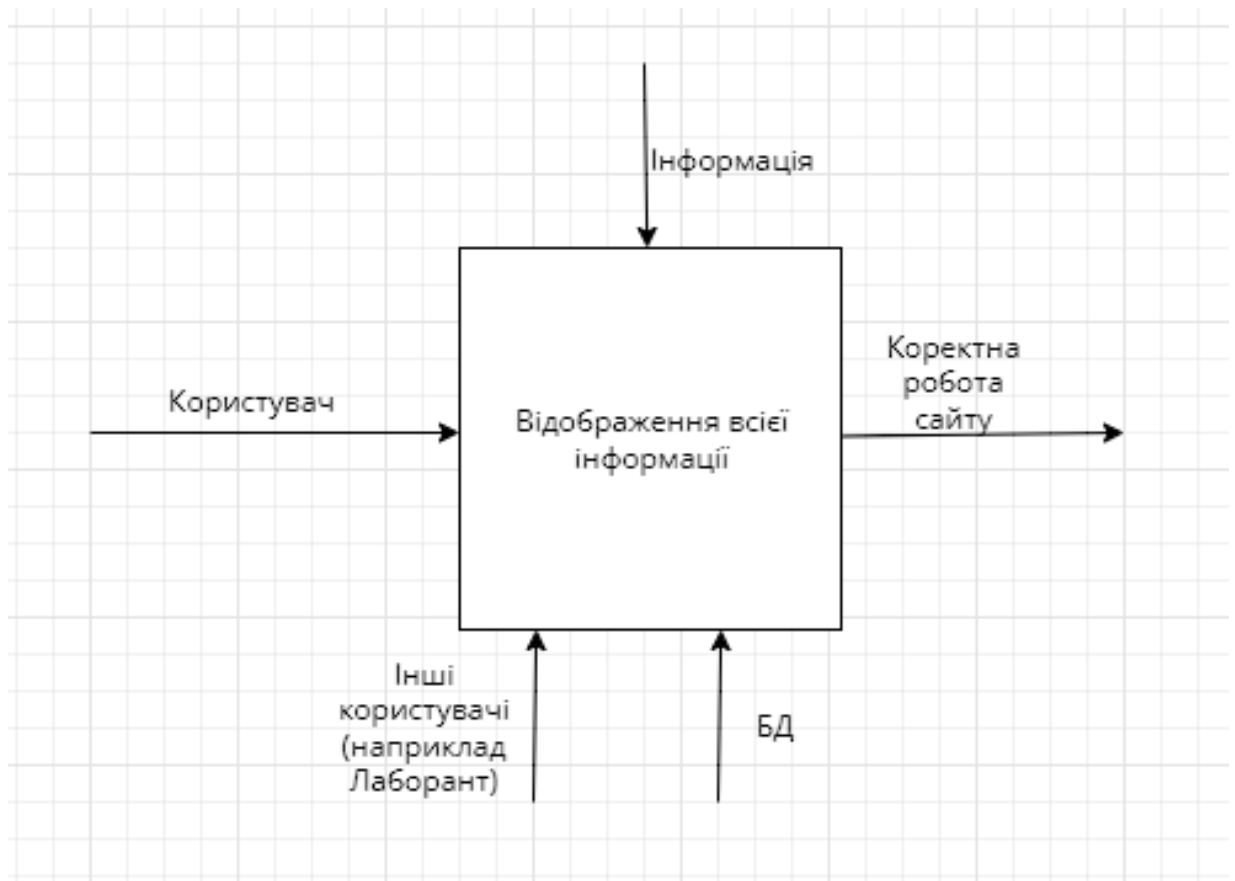 Інформація
Коректна
робота
сайту
Користувач
Відображення всієї
інформації
Інші
користувачі
(наприклад
Лаборант)
БД